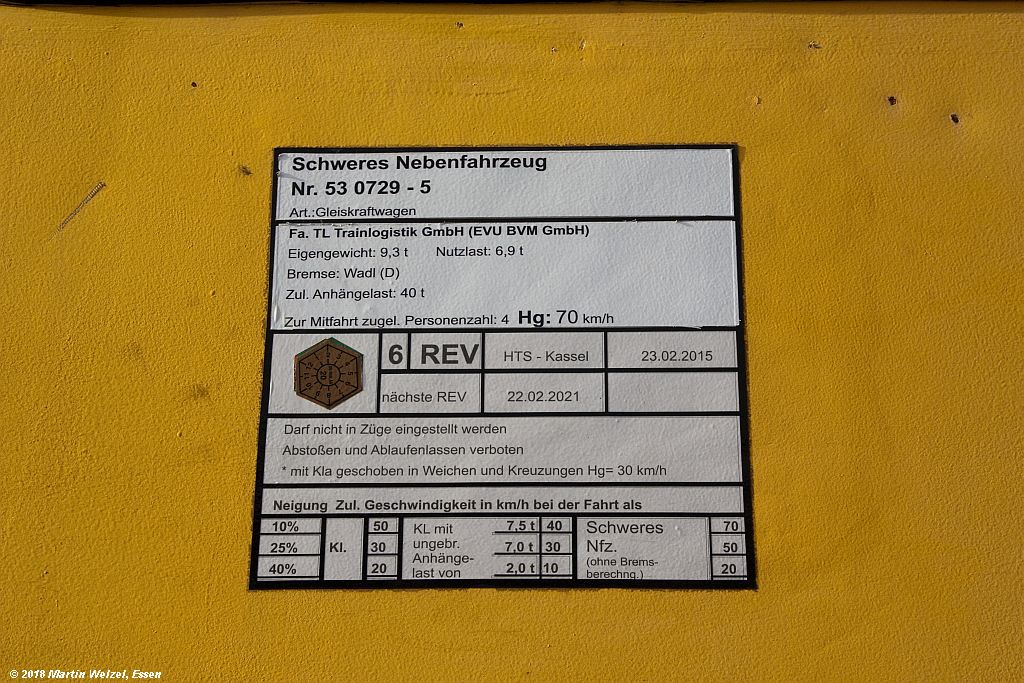 Schweres Nebenfahrzeug
Nr. 53 0729 - 5
Art.:Gleiskraftwagen
Fa. TL Trainlogistik GmbH (EVU BVM GmbH)
Eigengewicht: 9,3 t Nutzlast: 6,9 t
Bremse: Wadl (D)
Zul. Anhängelast: 40 t
Zur Mitfahrt zugel. Personenzahl: 4 Hg: 70 km/h
6 REV HTS - Kassel 23.02.2015
nächste REV 22.02.2021
Darf nicht in Züge eingestellt werden
Abstoßen und Ablaufenlassen verboten
* mit Kla geschoben in Weichen und Kreuzungen Hg= 30 km/h
Neigung Zul. Geschwindigkeit in km/h bei der Fahrt als
10% 50 KL mit 7,5 t 40 Schweres 70
25% Kl. 30 ungebr. 7,0 t 30 Nfz. 50
Anhänge- (ohne Brems-
40% 20 last von 2,0 t 10 berechng.) 20
© 2018 Martin Welzel, Essen